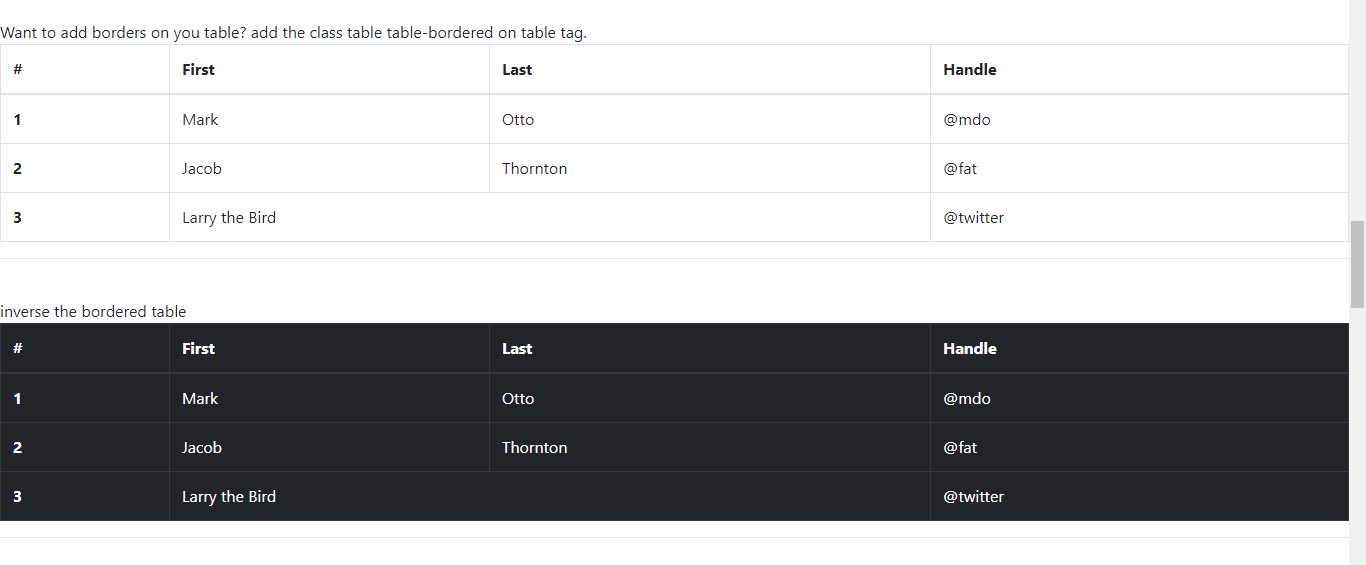 Want to add borders on you table? add the class table table-bordered on table tag.
# First Last Handle
1 Mark Otto @mdo
2 Jacob Thornton @fat
3 Larry the Bird @twitter
inverse the bordered table
# First Last Handle
1 Mark Otto @mdo
2 Jacob Thornton @fat
3 Larry the Bird @twitter